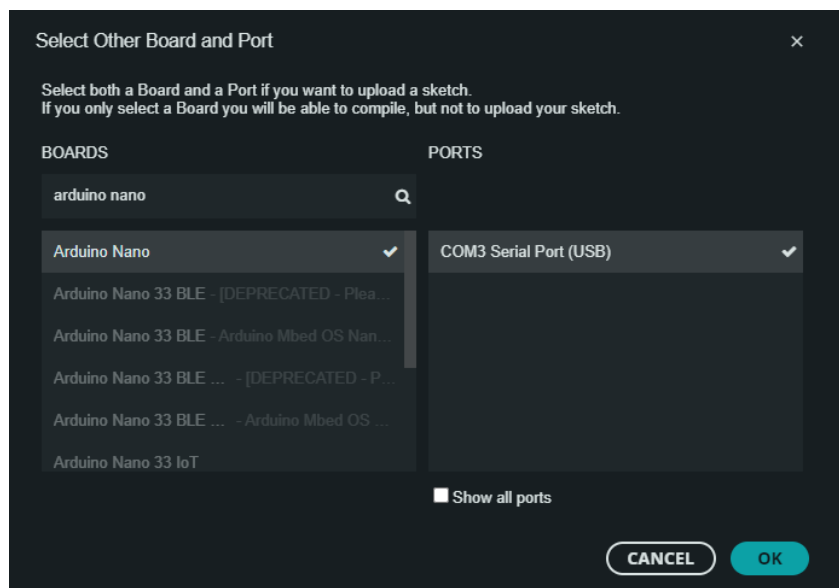 Select Other Board and Port
Select both a Board and a Port if you want to upload a sketch.
If you only select a Board you will be able to compile, but not to upload your sketch.
BOARDS
PORTS
arduino nano
Arduino Nano
COM3 Serial Port (USB)
Arduino Nano 33 BLE - [DEPRECATED - Plea...
Arduino Nano 33 BLE - Arduino Mbed OS Nan...
Arduino Nano 33 BLE ... - [DEPRECATED - P...
Arduino Nano 33 BLE ... - Arduino Mbed OS ...
Arduino Nano 33 IoT
Show all ports
CANCEL
OK